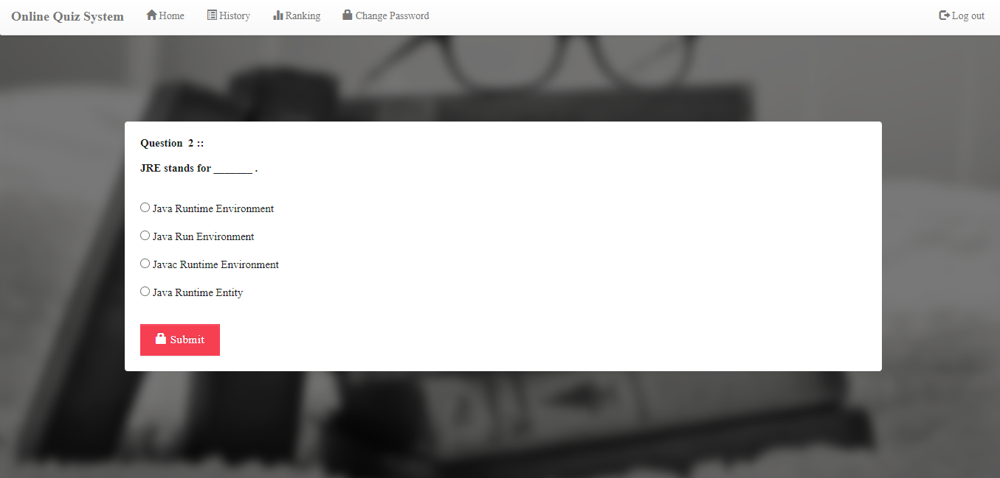 Online Quiz System Home History Ranking Change Password Log out
Question 2 ::
JRE stands for _______ .
Java Runtime Environment
Java Run Environment
Javac Runtime Environment
Java Runtime Entity
Submit